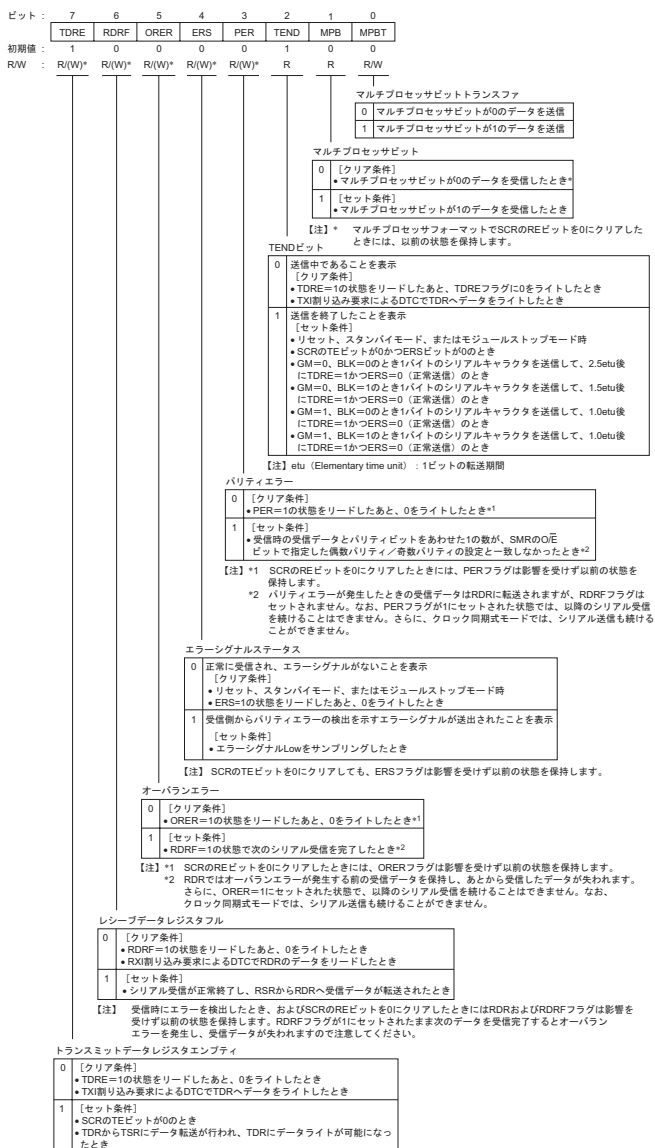 ビット： 7 6 5 4 3 2 1 0
TDRE RDRF ORER ERS PER TEND MPB MPBT
初期値： 1 0 0 0 0 1 0 0
R/W ： R/(W)* R/(W)* R/(W)* R/(W)* R/(W)* R R R/W
マルチプロセッサビットトランスファ
0 マルチプロセッサビットが0のデータを送信
1 マルチプロセッサビットが1のデータを送信
マルチプロセッサビット
0 ［クリア条件］
●マルチプロセッサビットが0のデータを受信したとき*
1 ［セット条件］
●マルチプロセッサビットが1のデータを受信したとき
【注】* マルチプロセッサフォーマットでSCRのREビットを0にクリアした
ときには、以前の状態を保持します。
TENDビット
0 送信中であることを表示
［クリア条件］
●TDRE＝1の状態をリードしたあと、TDREフラグに0をライトしたとき
●TXI割り込み要求によるDTCでTDRへデータをライトしたとき
1 送信を終了したことを表示
［セット条件］
●リセット、スタンバイモード、またはモジュールストップモード時
●SCRのTEビットが0かつERSビットが0のとき
●GM＝0、BLK＝0のとき1バイトのシリアルキャラクタを送信して、2.5etu後
にTDRE＝1かつERS＝0（正常送信）のとき
●GM＝0、BLK＝1のとき1バイトのシリアルキャラクタを送信して、1.5etu後
にTDRE＝1かつERS＝0（正常送信）のとき
●GM＝1、BLK＝0のとき1バイトのシリアルキャラクタを送信して、1.0etu後
にTDRE＝1かつERS＝0（正常送信）のとき
●GM＝1、BLK＝1のとき1バイトのシリアルキャラクタを送信して、1.0etu後
にTDRE＝1かつERS＝0（正常送信）のとき
【注】etu（Elementary time unit）：1ビットの転送期間
パリティエラー
0 ［クリア条件］
●PER＝1の状態をリードしたあと、0をライトしたとき*1
1 ［セット条件］
●受信時の受信データとパリティビットをあわせた1の数が、SMRのO/E̅
ビットで指定した偶数パリティ／奇数パリティの設定と一致しなかったとき*2
【注】*1 SCRのREビットを0にクリアしたときには、PERフラグは影響を受けず以前の状態を
保持します。
*2 パリティエラーが発生したときの受信データはRDRに転送されますが、RDRFフラグは
セットされません。なお、PERフラグが1にセットされた状態では、以降のシリアル受信
を続けることはできません。さらに、クロック同期式モードでは、シリアル送信も続ける
ことができません。
エラーシグナルステータス
0 正常に受信され、エラーシグナルがないことを表示
［クリア条件］
●リセット、スタンバイモード、またはモジュールストップモード時
●ERS=1の状態をリードしたあと、0をライトしたとき
1 受信側からパリティエラーの検出を示すエラーシグナルが送出されたことを表示
［セット条件］
●エラーシグナルLowをサンプリングしたとき
【注】SCRのTEビットを0にクリアしても、ERSフラグは影響を受けず以前の状態を保持します。
オーバランエラー
0 ［クリア条件］
●ORER＝1の状態をリードしたあと、0をライトしたとき*1
1 ［セット条件］
●RDRF＝1の状態で次のシリアル受信を完了したとき*2
【注】*1 SCRのREビットを0にクリアしたときには、ORERフラグは影響を受けず以前の状態を保持します。
*2 RDRではオーバランエラーが発生する前の受信データを保持し、あとから受信したデータが失われます。
さらに、ORER＝1にセットされた状態で、以降のシリアル受信を続けることはできません。なお、
クロック同期式モードでは、シリアル送信も続けることができません。
レシーブデータレジスタフル
0 ［クリア条件］
●RDRF＝1の状態をリードしたあと、0をライトしたとき
●RXI割り込み要求によるDTCでRDRのデータをリードしたとき
1 ［セット条件］
●シリアル受信が正常終了し、RSRからRDRへ受信データが転送されたとき
【注】 受信時にエラーを検出したとき、およびSCRのREビットを0にクリアしたときにはRDRおよびRDRFフラグは影響を
受けず以前の状態を保持します。RDRFフラグが1にセットされたまま次のデータを受信完了するとオーバラン
エラーを発生し、受信データが失われますので注意してください。
トランスミットデータレジスタエンプティ
0 ［クリア条件］
●TDRE＝1の状態をリードしたあと、0をライトしたとき
●TXI割り込み要求によるDTCでTDRへデータをライトしたとき
1 ［セット条件］
●SCRのTEビットが0のとき
●TDRからTSRにデータ転送が行われ、TDRにデータライトが可能になっ
たとき